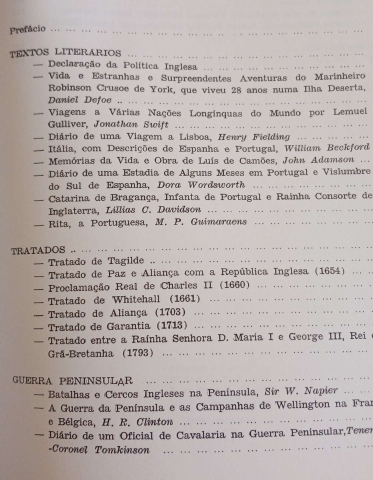 Prefácio ... ... ... ... ... ... ... ... ... ... ... ...
TEXTOS LITERÁRIOS ... ... ... ... ... ... ... ... ...
— Declaração da Política Inglesa ... ... ... ... ... ...
— Vida e Estranhas e Surpreendentes Aventuras do Marinheiro
Robinson Crusoe de York, que viveu 28 anos numa Ilha Deserta,
Daniel Defoe .. ... ... ... ... ... ... ... ... ...
— Viagens a Várias Nações Longínquas do Mundo por Lemuel
Gulliver, Jonathan Swift ... ... ... ... ... ... ...
— Diário de uma Viagem a Lisboa, Henry Fielding ... ... ...
— Itália, com Descrições de Espanha e Portugal, William Beckford
— Memórias da Vida e Obra de Luís de Camões, John Adamson ...
— Diário de uma Estadia de Alguns Meses em Portugal e Vislumbre
do Sul de Espanha, Dora Wordsworth ... ... ... ... ...
— Catarina de Bragança, Infanta de Portugal e Rainha Consorte de
Inglaterra, Lillias C. Davidson ... ... ... ... ... ...
— Rita, a Portuguesa, M. P. Guimaraens ... ... ... ... ...
TRATADOS .. ... ... ... ... ... ... ... ... ... ...
— Tratado de Tagilde .. ... ... ... ... ... ... ... ...
— Tratado de Paz e Aliança com a República Inglesa (1654) ...
— Proclamação Real de Charles II (1660) ... ... ... ... ...
— Tratado de Whitehall (1661) ... ... ... ... ... ...
— Tratado de Aliança (1703) ... ... ... ... ... ... ...
— Tratado de Garantia (1713) ... ... ... ... ... ... ...
— Tratado entre a Raínha Senhora D. Maria I e George III, Rei
Grã-Bretanha (1793) ... ... ... ... ... ... ... ...
GUERRA PENINSULAR ... ... ... ... ... ... ... ...
— Batalhas e Cercos Ingleses na Península, Sir W. Napier ...
— A Guerra da Península e as Campanhas de Wellington na
e Bélgica, H. R. Clinton ... ... ... ... ... ... ...
— Diário de um Oficial de Cavalaria na Guerra Peninsular,
-Coronel Tomkinson ... ... ... ... ... ... ... ...